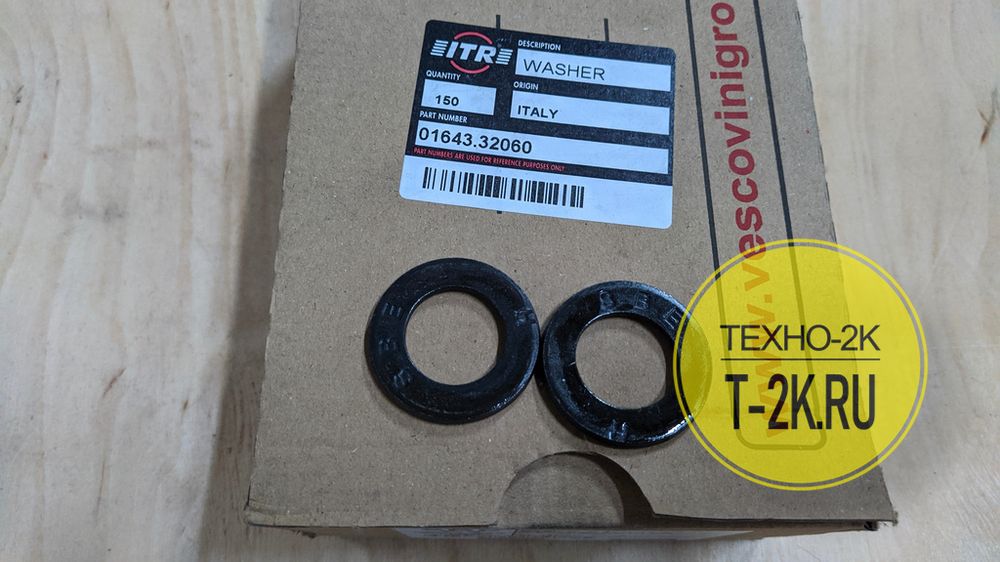 ITR
DESCRIPTION
WASHER
QUANTITY
150
ORIGIN
ITALY
PART NUMBER
01643.32060
PART NUMBERS ARE USED FOR REFERENCE PURPOSES ONLY
www.vescovinigro
ТЕХНО-2К
T-2K.RU